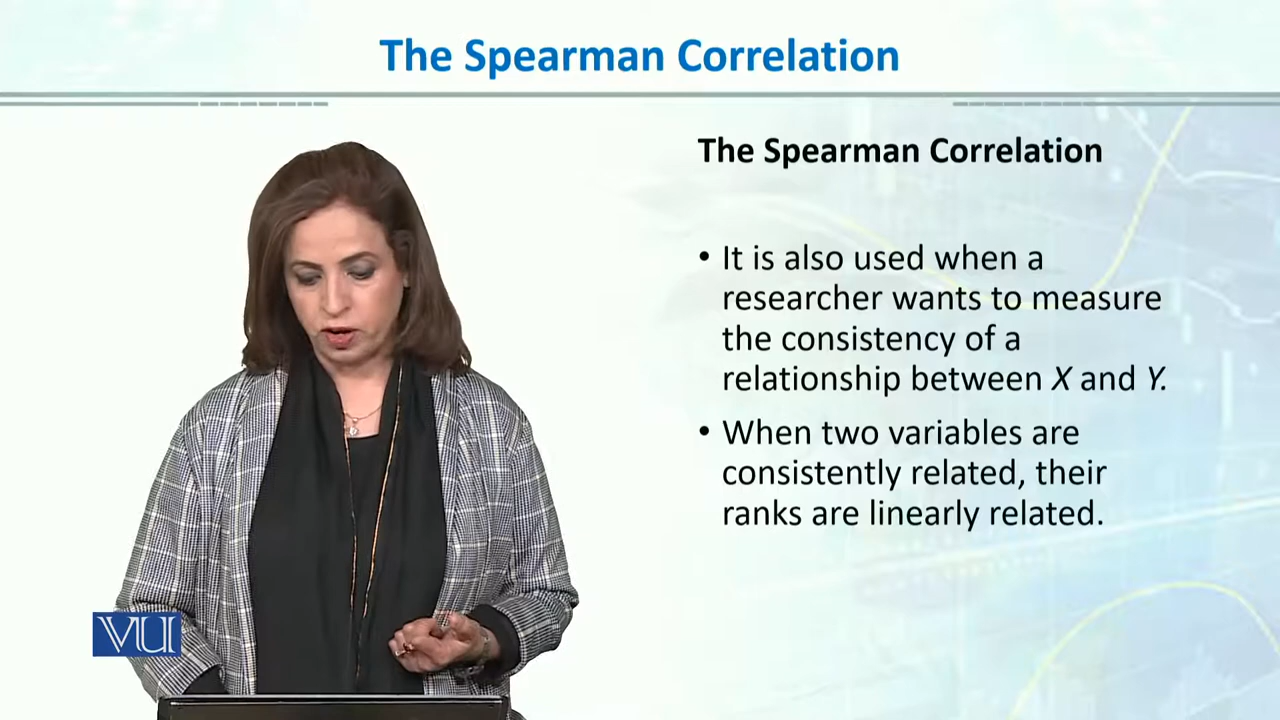 The Spearman Correlation
The Spearman Correlation
• It is also used when a
researcher wants to measure
the consistency of a
relationship between X and Y.
• When two variables are
consistently related, their
ranks are linearly related.
VU